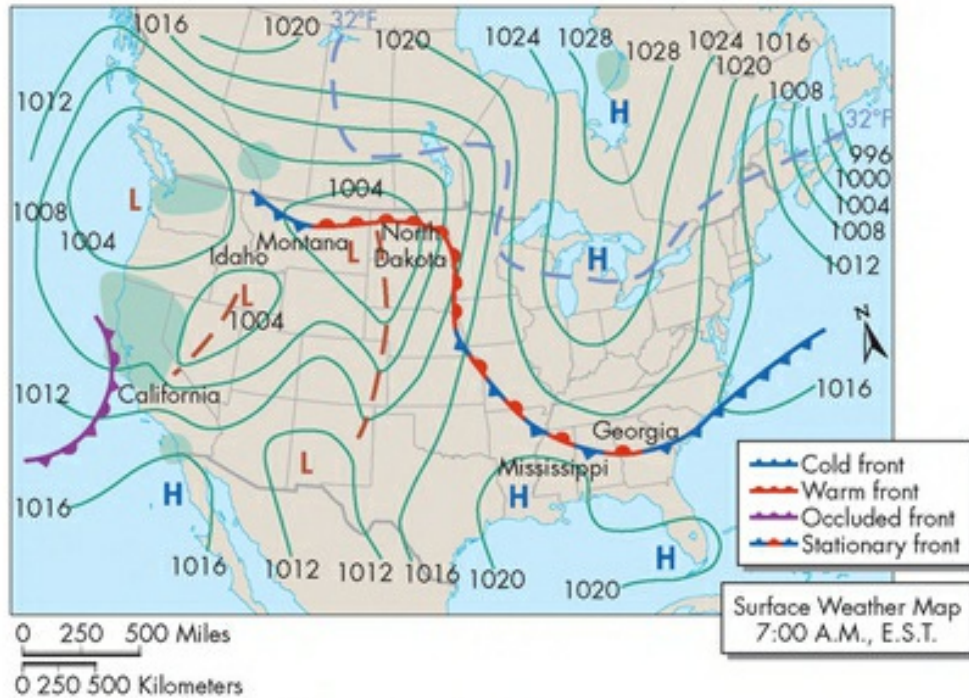 1016
1020
32°F
1020
1024
1028
1028
1024
1016
1020
1008
1012
H
32°F
996
1000
1004
1008
1012
L
1008
1004
1004
Montana
North
Dakota
L
Idaho
L
1004
H
N
1012
California
1016
Georgia
Mississippi
L
H
H
1016
H
1016
1012
1012
1016
1020
1020
Cold front
Warm front
Occluded front
Stationary front
Surface Weather Map
7:00 A.M., E.S.T.
0 250 500 Miles
0 250 500 Kilometers